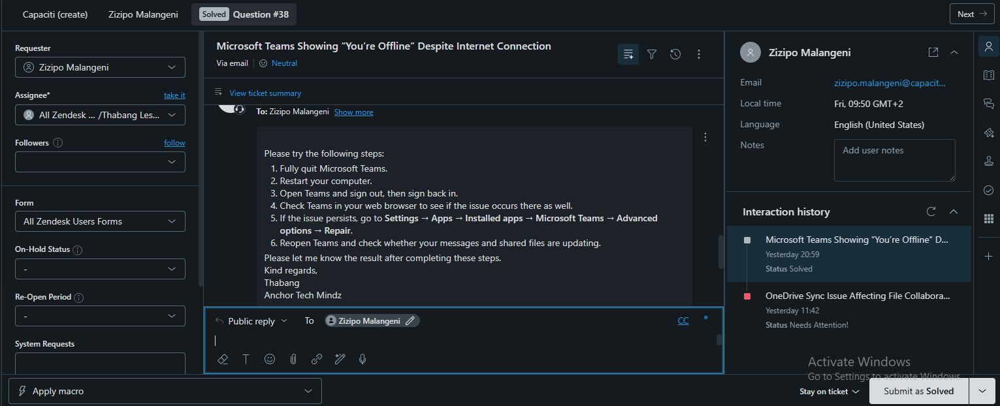 Capaciti (create)
Zizipo Malangeni
Solved Question #38
Next →
Requester
Zizipo Malangeni
Assignee*
take it
All Zendesk ... /Thabang Les...
Followers
follow
Form
All Zendesk Users Forms
On-Hold Status
-
Re-Open Period
-
System Requests
Microsoft Teams Showing “You’re Offline” Despite Internet Connection
Via email
Neutral
View ticket summary
To: Zizipo Malangeni Show more
Please try the following steps:
1. Fully quit Microsoft Teams.
2. Restart your computer.
3. Open Teams and sign out, then sign back in.
4. Check Teams in your web browser to see if the issue occurs there as well.
5. If the issue persists, go to Settings → Apps → Installed apps → Microsoft Teams → Advanced
options → Repair.
6. Reopen Teams and check whether your messages and shared files are updating.
Please let me know the result after completing these steps.
Kind regards,
Thabang
Anchor Tech Mindz
Public reply
To
Zizipo Malangeni
CC
Zizipo Malangeni
Email
zizipo.malangeni@capacit...
Local time
Fri, 09:50 GMT+2
Language
English (United States)
Notes
Add user notes
Interaction history
Microsoft Teams Showing “You’re Offline” D...
Yesterday 20:59
Status Solved
OneDrive Sync Issue Affecting File Collabora...
Yesterday 11:42
Status Needs Attention!
Activate Windows
Go to Settings to activate Windows.
Apply macro
Stay on ticket
Submit as Solved